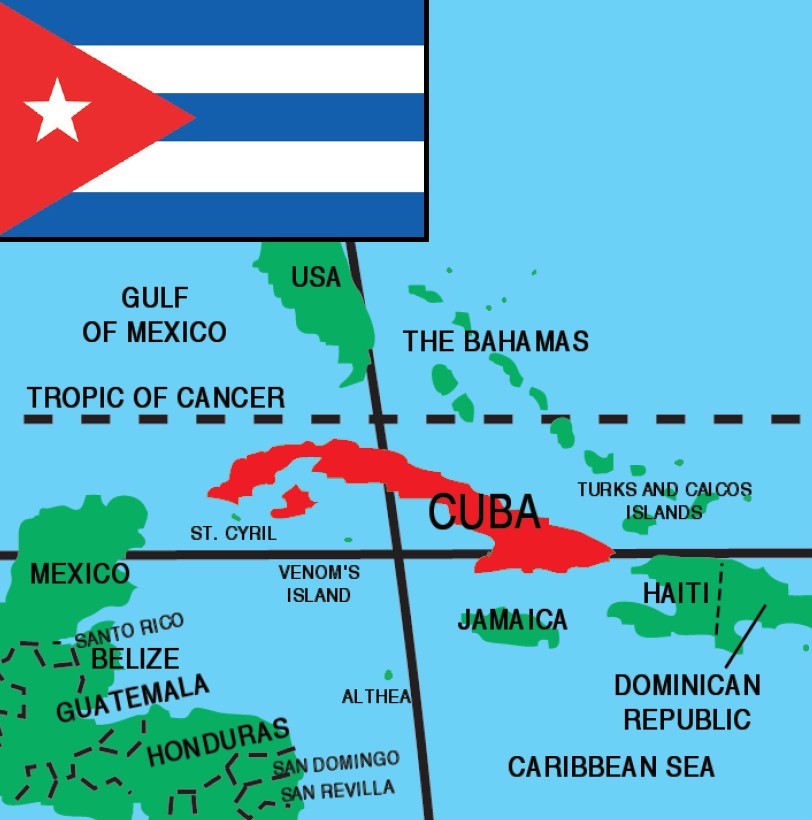 USA
GULF
OF MEXICO
THE BAHAMAS
TROPIC OF CANCER
CUBA
TURKS AND CAICOS
ISLANDS
ST. CYRIL
VENOM'S
ISLAND
MEXICO
HAITI
JAMAICA
SANTO RICO
BELIZE
GUATEMALA
ALTHEA
DOMINICAN
REPUBLIC
HONDURAS
SAN DOMINGO
SAN REVILLA
CARIBBEAN SEA